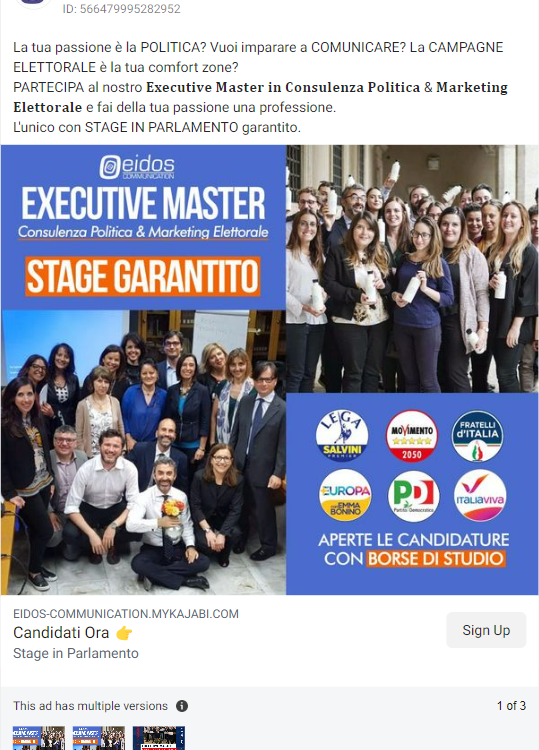 ID: 566479995282952
La tua passione è la POLITICA? Vuoi imparare a COMUNICARE? La CAMPAGNE
ELETTORALE è la tua comfort zone?
PARTECIPA al nostro Executive Master in Consulenza Politica & Marketing
Elettorale e fai della tua passione una professione.
L'unico con STAGE IN PARLAMENTO garantito.
eidos
COMMUNICATION
EXECUTIVE MASTER
Consulenza Politica & Marketing Elettorale
STAGE GARANTITO
LEGA
SALVINI
PREMIER
MOVIMENTO
2050
FRATELLI
d'ITALIA
+EUROPA
CON EMMA
BONINO
PD
Partito Democratico
ITALIAVIVA
APERTE LE CANDIDATURE
CON BORSE DI STUDIO
EIDOS-COMMUNICATION.MYKAJABI.COM
Candidati Ora 👉
Stage in Parlamento
Sign Up
This ad has multiple versions
1 of 3